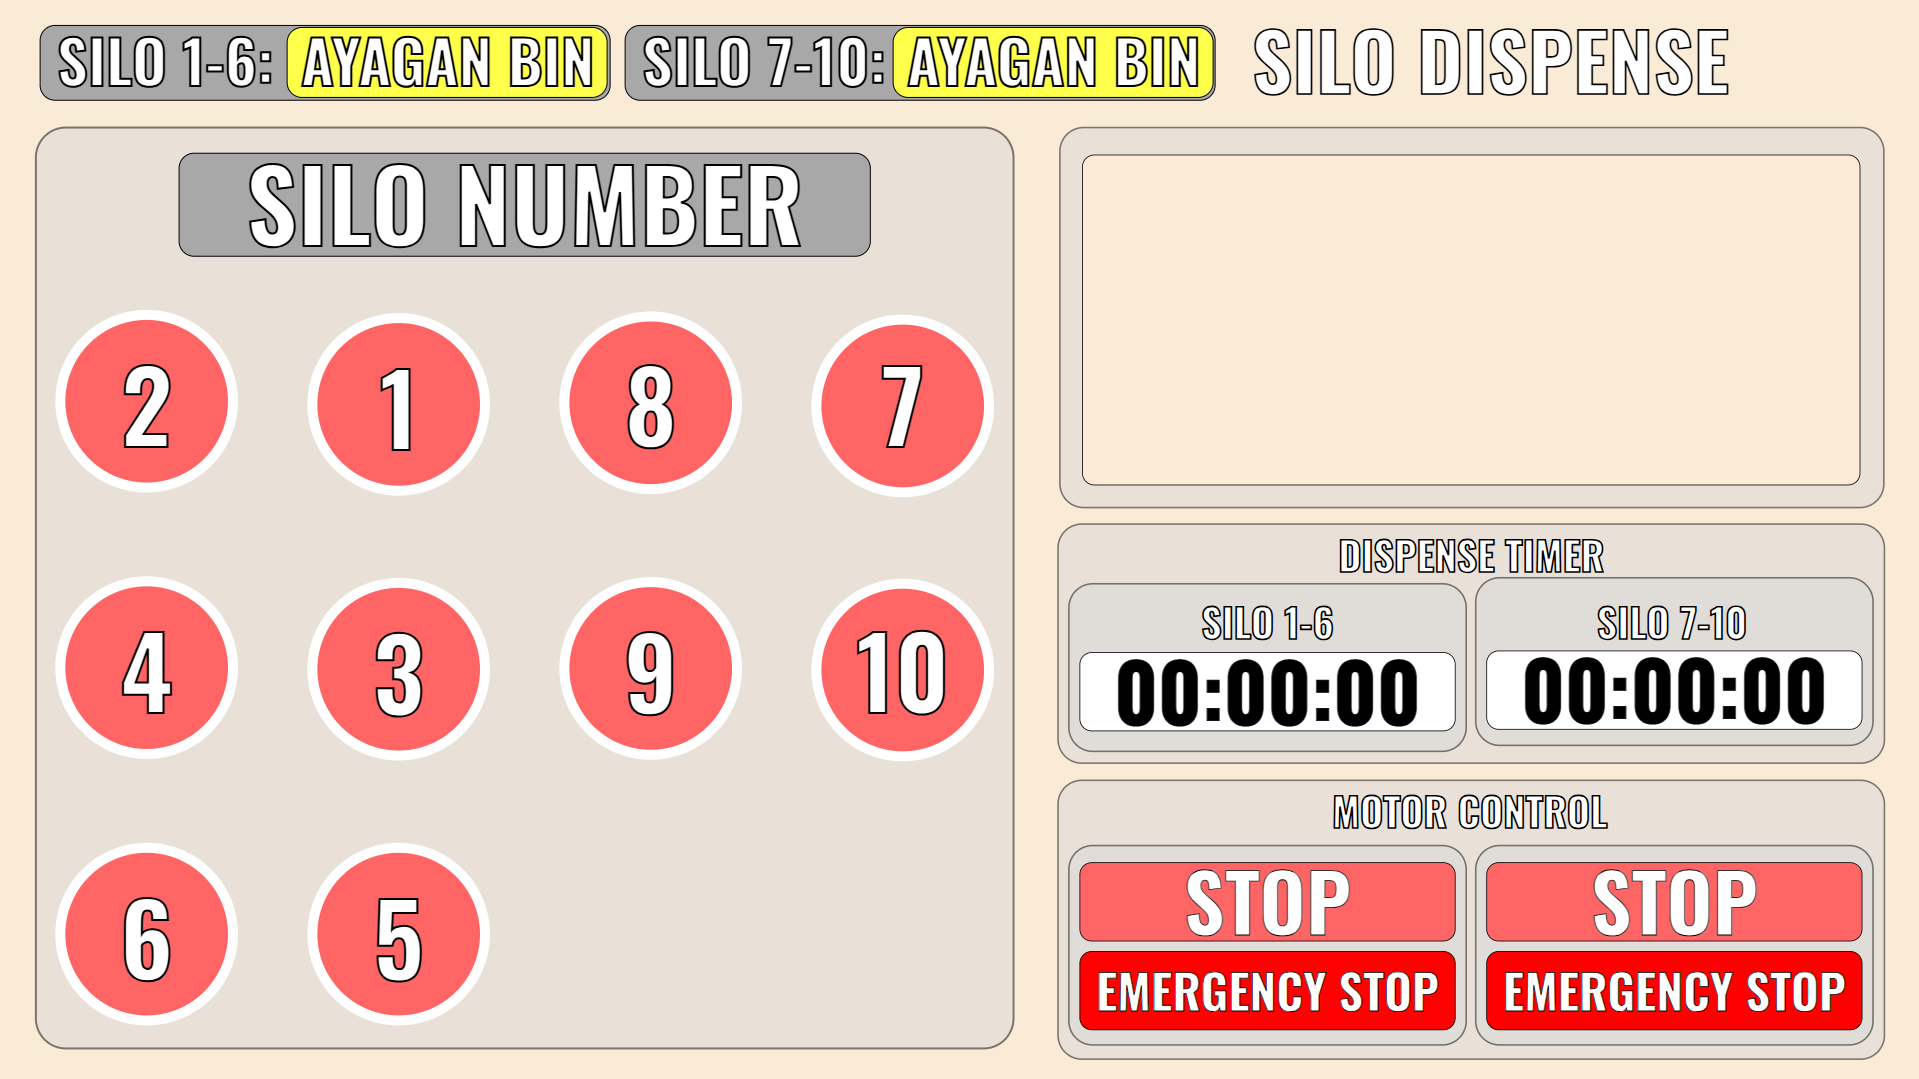 SILO 1-6: AYAGAN BIN
SILO 7-10: AYAGAN BIN
SILO DISPENSE
SILO NUMBER
2 1 8 7
4 3 9 10
6 5
DISPENSE TIMER
SILO 1-6
00:00:00
SILO 7-10
00:00:00
MOTOR CONTROL
STOP
EMERGENCY STOP
STOP
EMERGENCY STOP